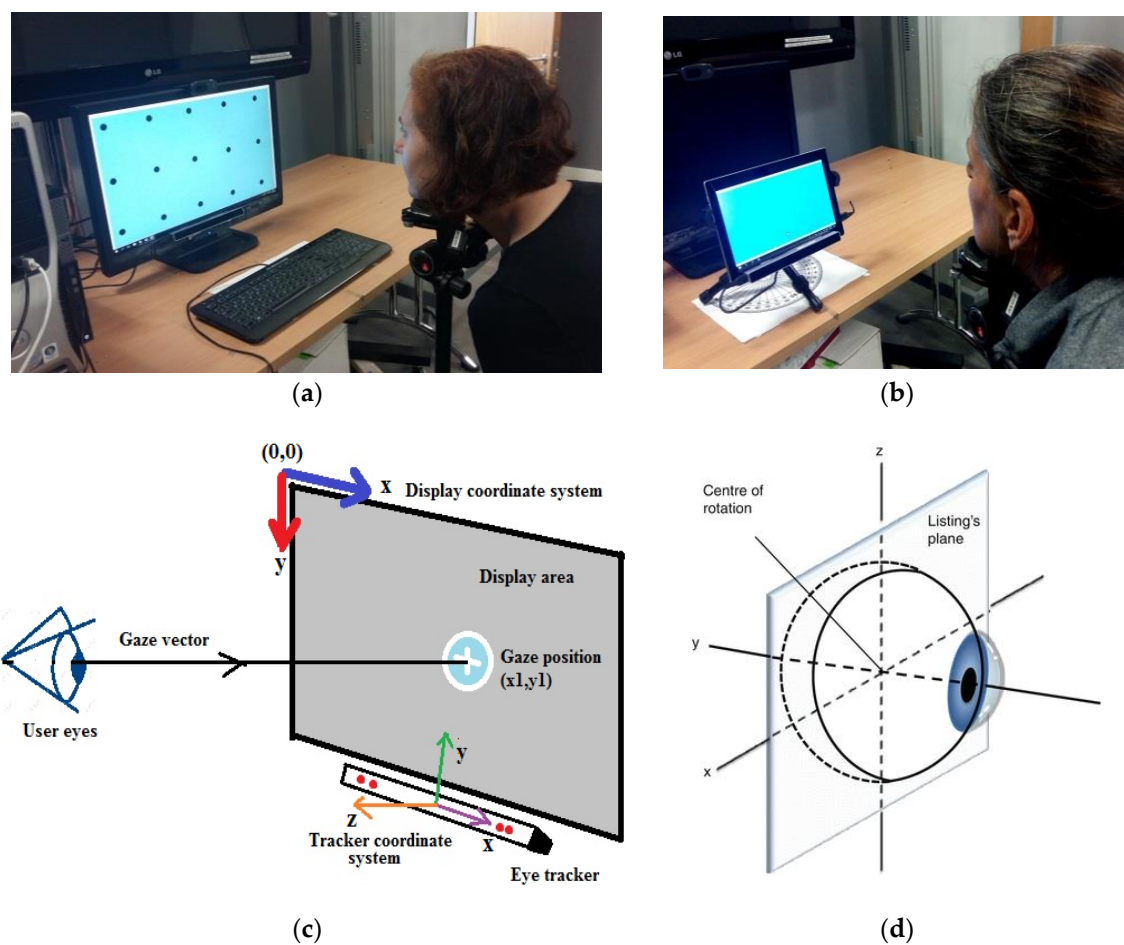 LG
LG
(a)
(b)
(0,0)
x
Display coordinate system
y
Display area
Gaze vector
Gaze position
(x1,y1)
User eyes
y
z
x
Tracker coordinate
system
Eye tracker
(c)
z
Centre of
rotation
Listing's
plane
y
x
(d)